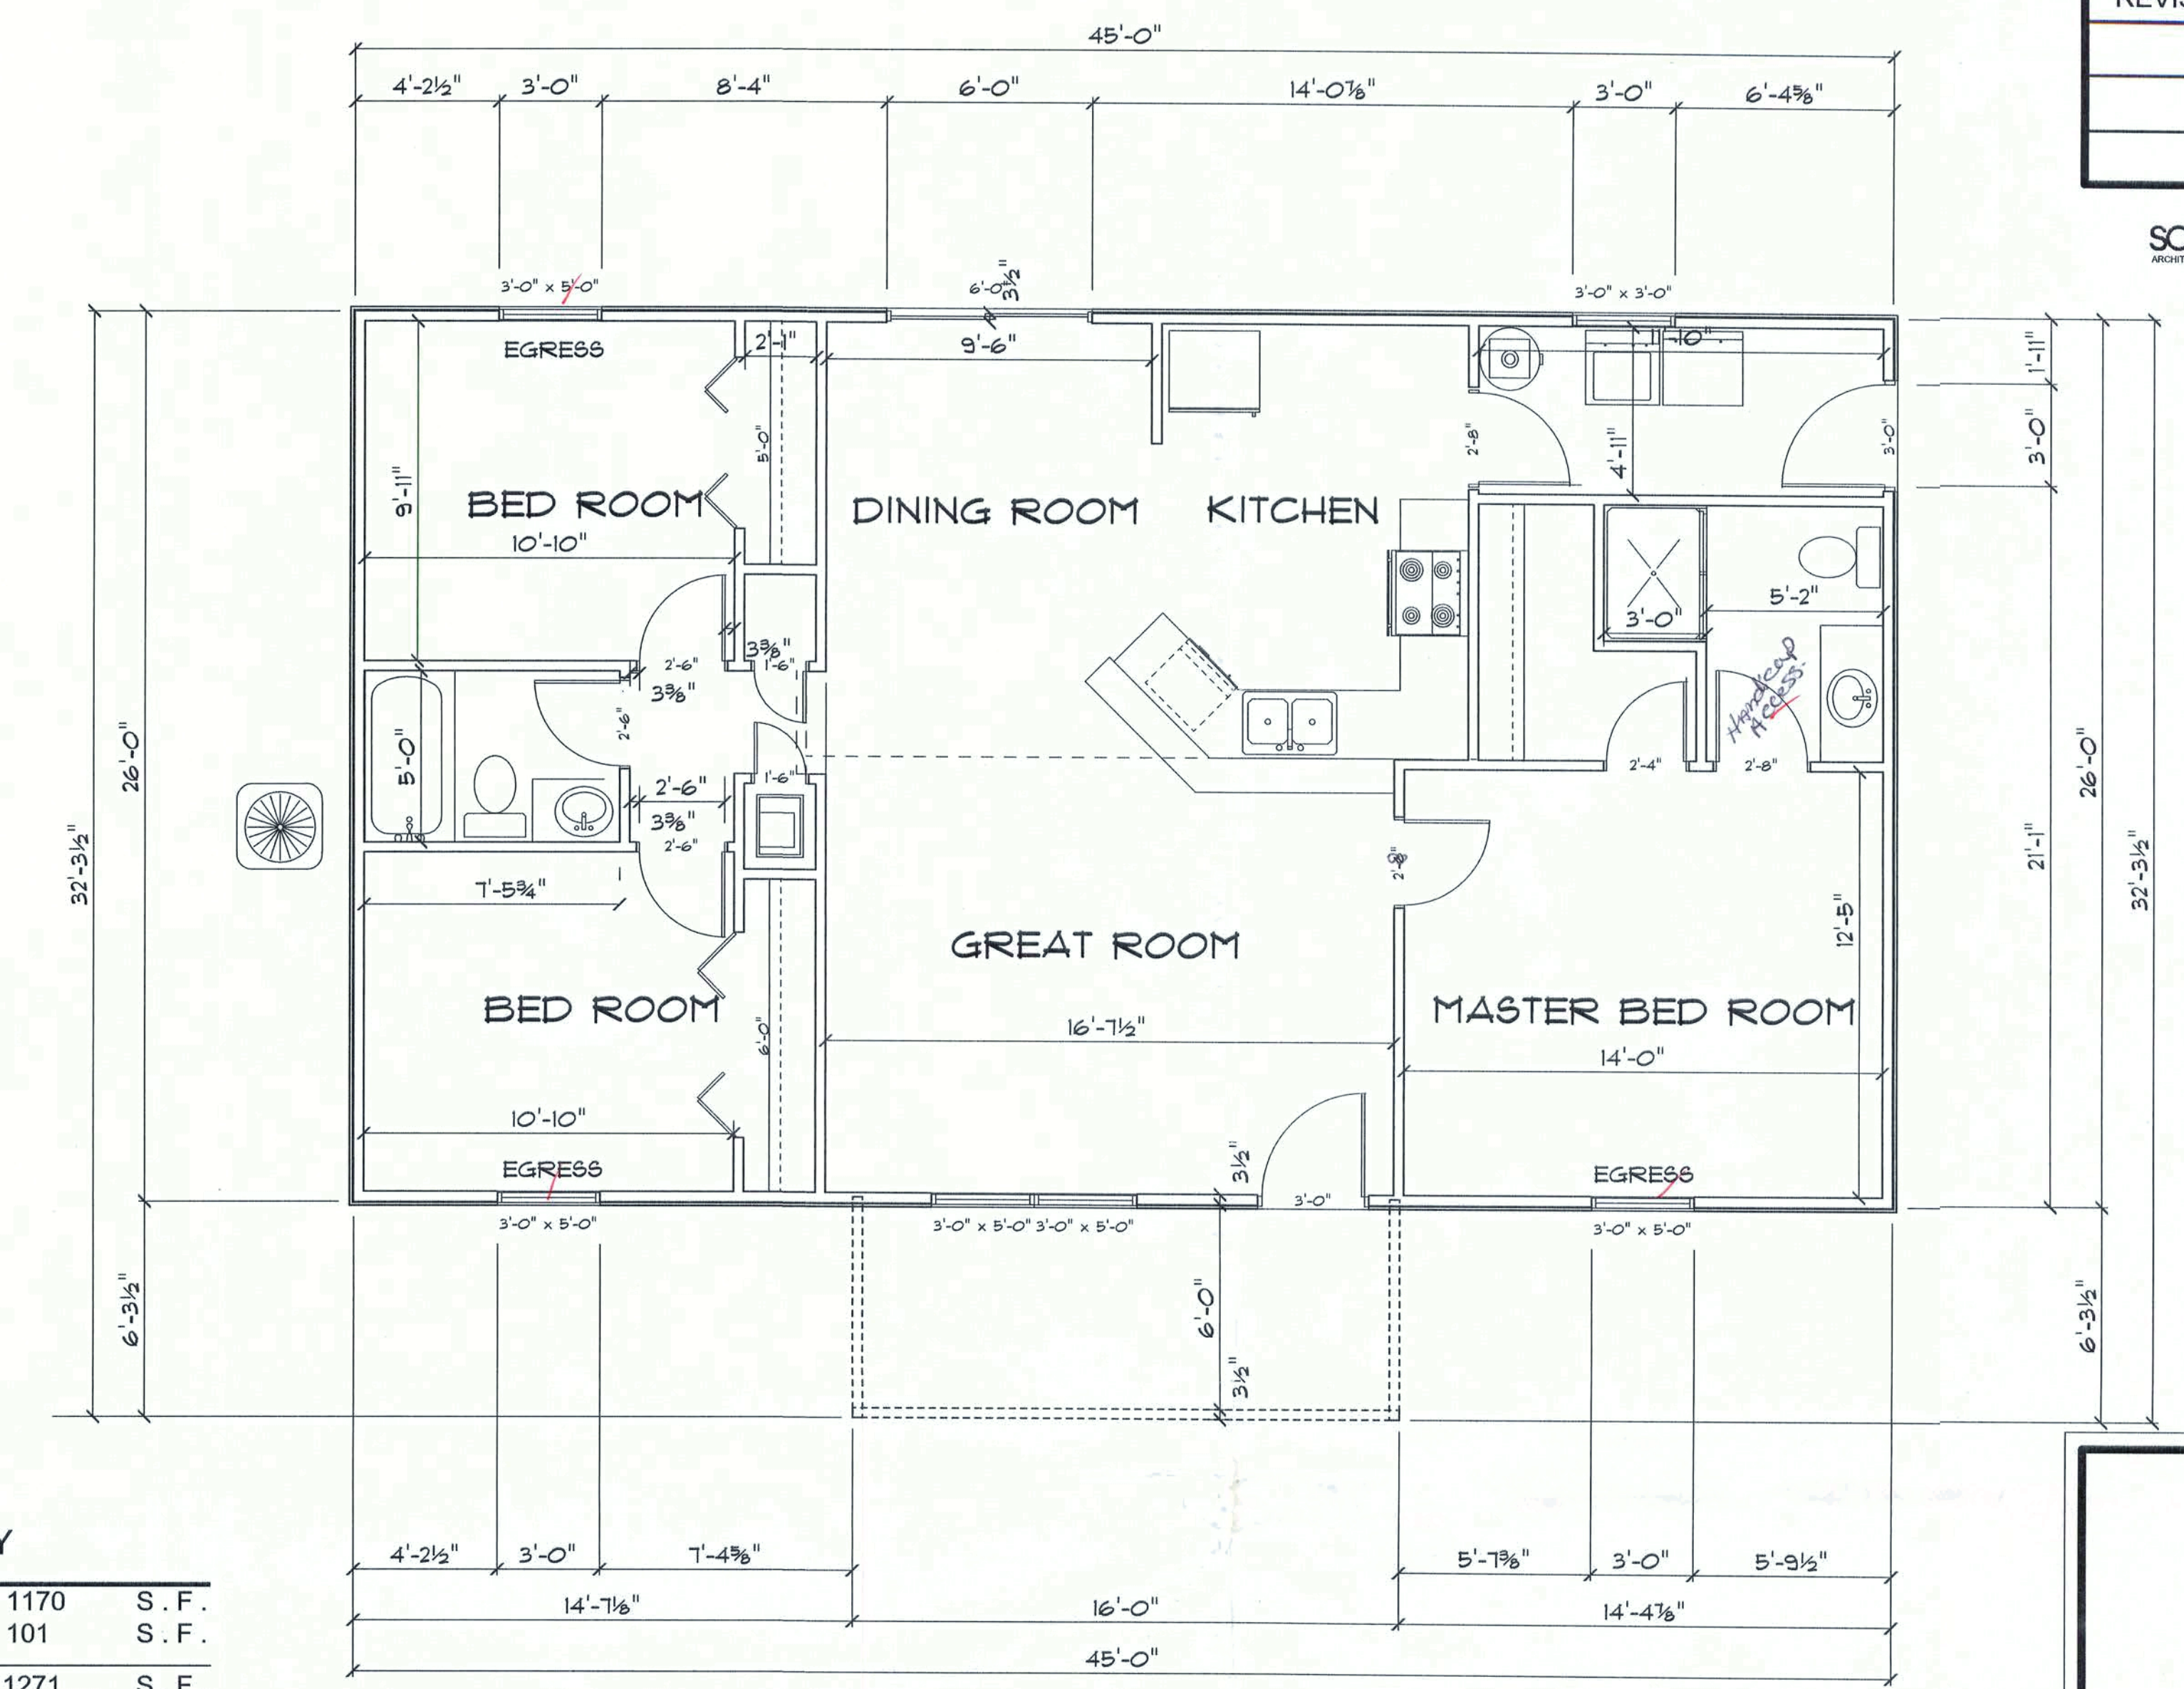 REVIS
45'-0"
4'-2½" 3'-0" 8'-4" 6'-0" 14'-0⅞" 3'-0" 6'-4⅝"
SO
ARCHIT
3'-0" x 5'-0" 6'-0" 3½" 3'-0" x 3'-0"
EGRESS 2'-1" 9'-6"
1'-11"
5'-0" 2'-8" 4'-11" 3'-0" 3'-0"
9'-11"
BED ROOM DINING ROOM KITCHEN
10'-10"
3'-0" 5'-2"
3⅜"
2'-6" 1'-6"
3⅜"
Handicap
Access.
2'-6"
26'-0" 5'-0" 26'-0"
2'-4" 2'-8"
2'-6" 1'-6"
3⅜"
2'-6"
32'-3½" 21'-1" 32'-3½"
7'-5¾"
12'-5"
GREAT ROOM
BED ROOM MASTER BED ROOM
6'-0" 16'-7½"
14'-0"
10'-10"
EGRESS 3½" EGRESS
3'-0"
3'-0" x 5'-0" 3'-0" x 5'-0" 3'-0" x 5'-0" 3'-0" x 5'-0"
6'-3½" 6'-0" 6'-3½"
3½"
4'-2½" 3'-0" 7'-4⅝" 5'-7⅜" 3'-0" 5'-9½"
14'-7⅛" 16'-0" 14'-4⅞"
45'-0"
Y
1170 S.F.
101 S.F.
1271 S.F.